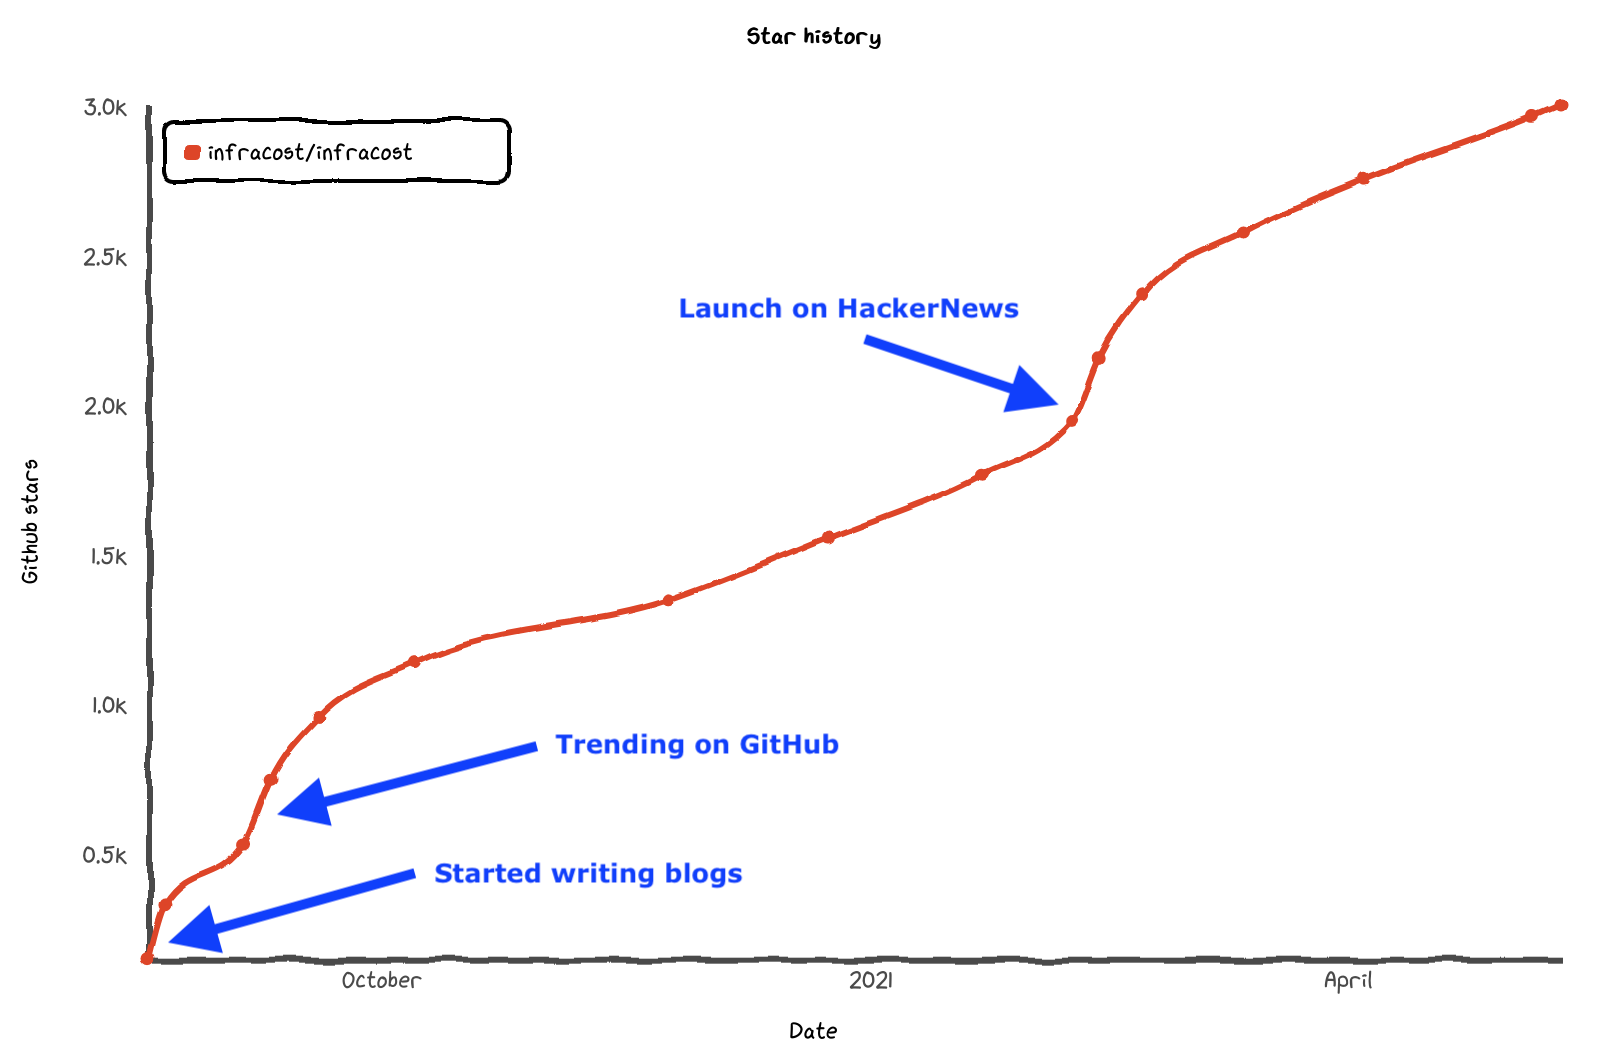 Star history
3.0k
infracost/infracost
2.5k
Launch on HackerNews
2.0k
Github stars
1.5k
1.0k
Trending on GitHub
0.5k
Started writing blogs
October
2021
April
Date